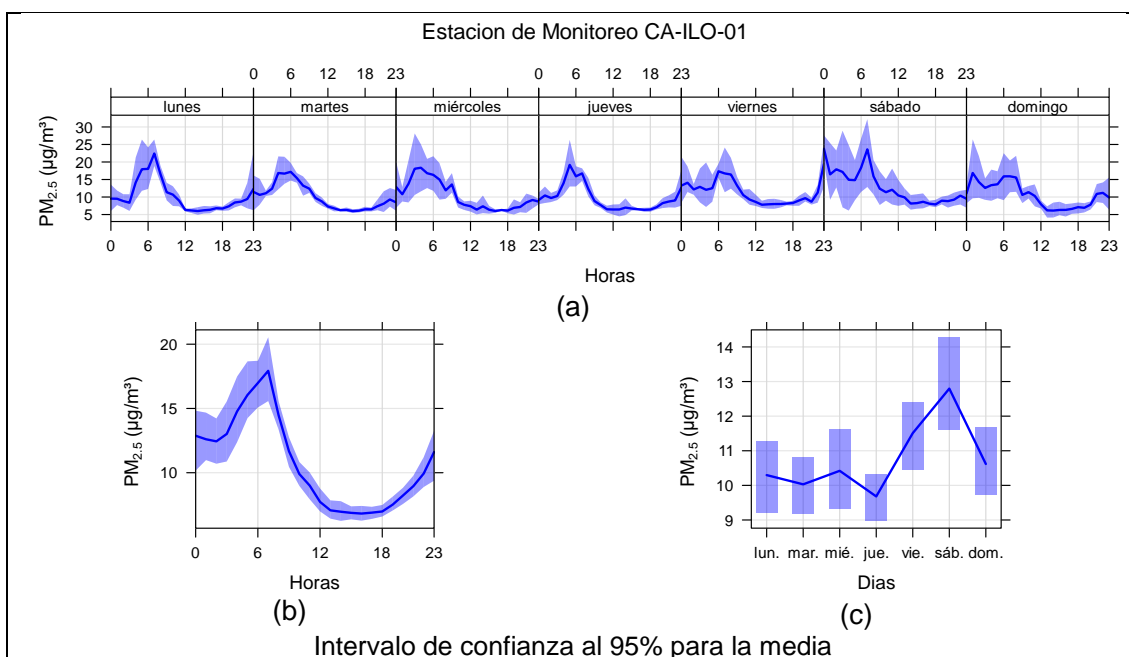 Estacion de Monitoreo CA-ILO-01
0 6 12 18 23 0 6 12 18 23 0 6 12 18 23
lunes martes miércoles jueves viernes sábado domingo
30
25
20
15
10
5
PM2.5 (µg/m³)
0 6 12 18 23 0 6 12 18 23 0 6 12 18 23 0 6 12 18 23
Horas
(a)
20
15
10
PM2.5 (µg/m³)
0 6 12 18 23
Horas
(b)
14
13
12
11
10
9
PM2.5 (µg/m³)
lun. mar. mié. jue. vie. sáb. dom.
Dias
(c)
Intervalo de confianza al 95% para la media